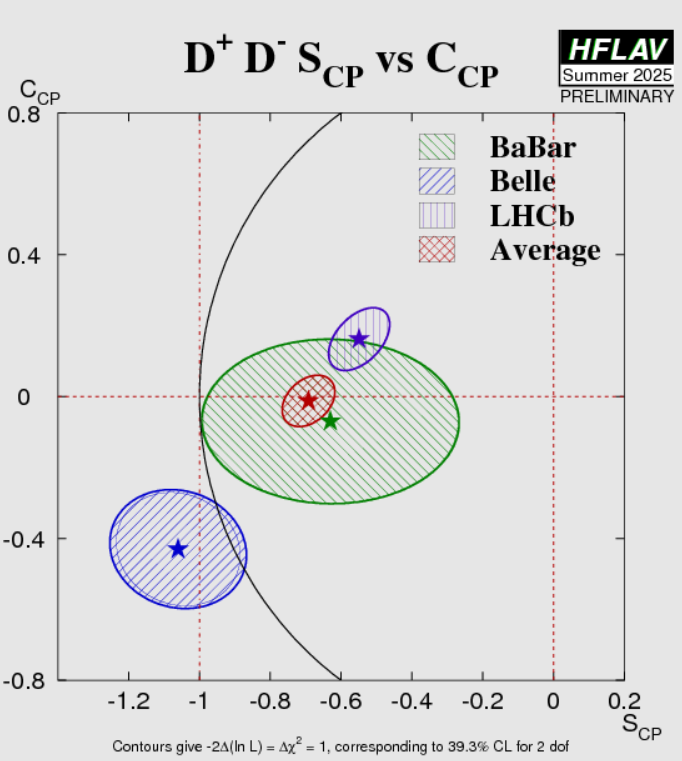 D+ D- SCP vs CCP
HFLAV
Summer 2025
PRELIMINARY
CCP
0.8
BaBar
Belle
LHCb
Average
0.4
0
-0.4
-0.8
-1.2 -1 -0.8 -0.6 -0.4 -0.2 0 0.2
SCP
Contours give -2Δ(ln L) = Δχ2 = 1, corresponding to 39.3% CL for 2 dof